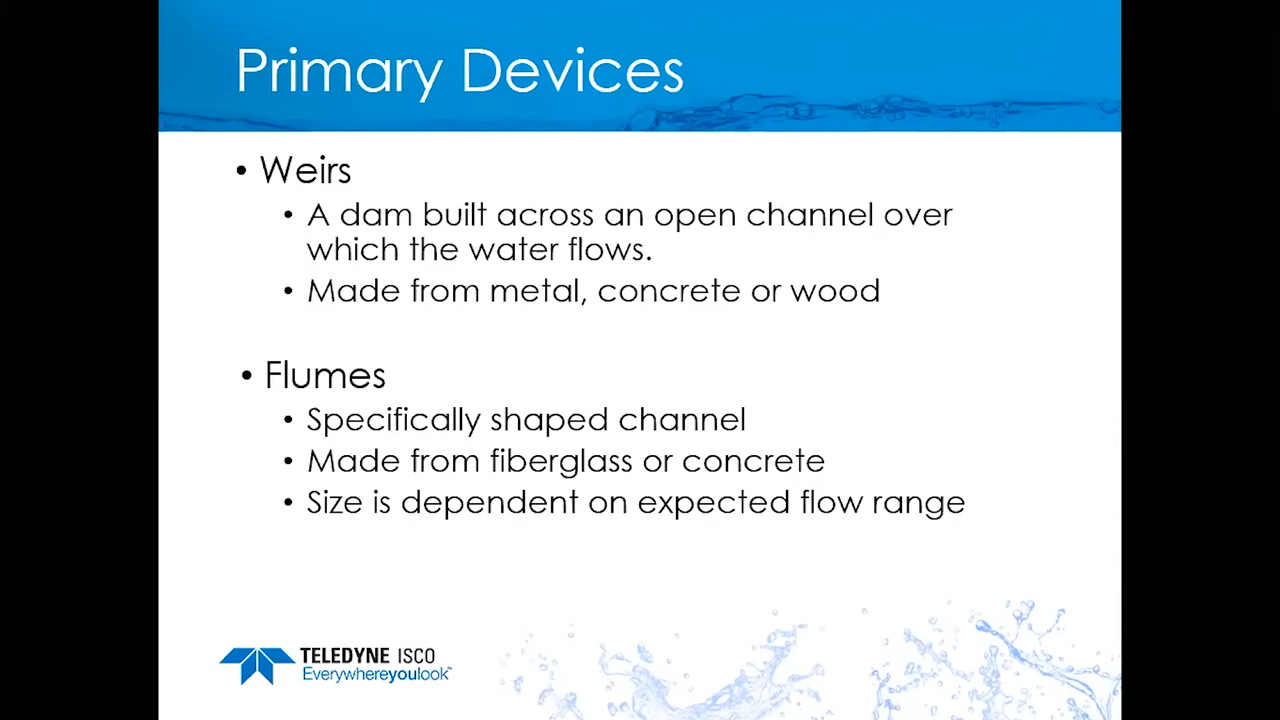 Primary Devices
• Weirs
• A dam built across an open channel over
which the water flows.
• Made from metal, concrete or wood
• Flumes
• Specifically shaped channel
• Made from fiberglass or concrete
• Size is dependent on expected flow range
TELEDYNE ISCO
Everywhereyoulook™